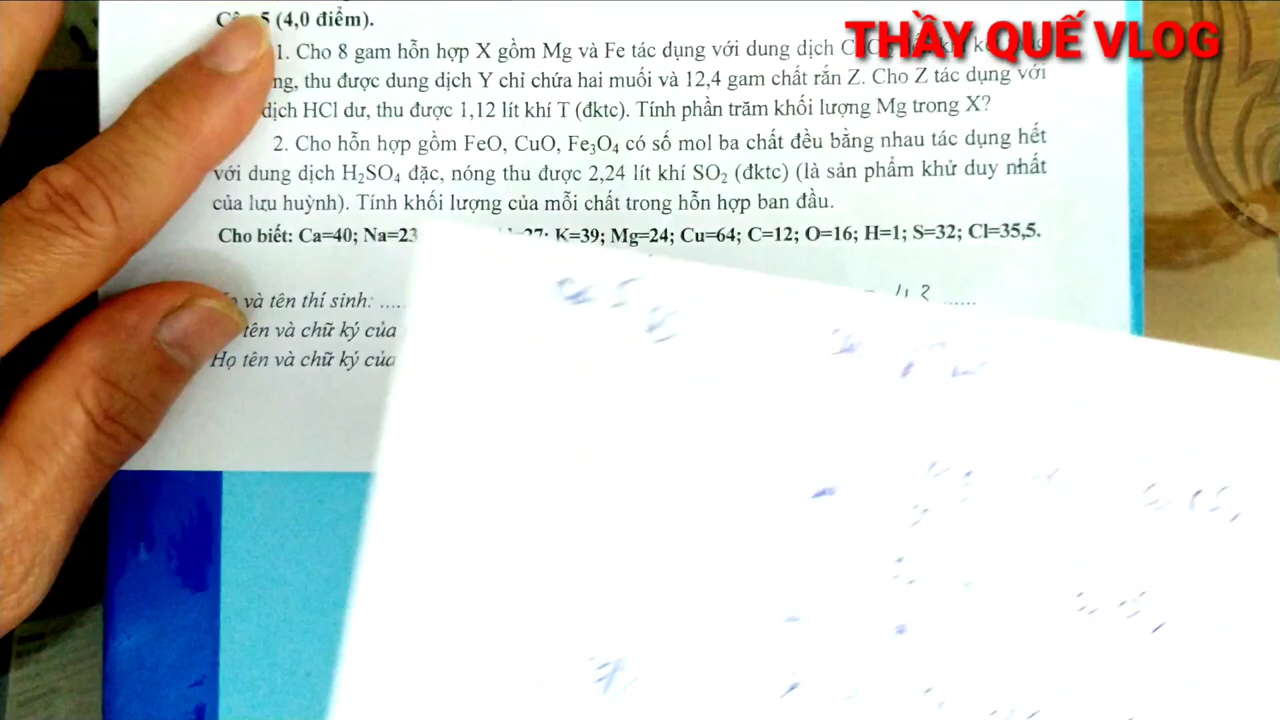 THẦY QUẾ VLOG
5 (4,0 điểm).
1. Cho 8 gam hỗn hợp X gồm Mg và Fe tác dụng với dung dịch
thu được dung dịch Y chỉ chứa hai muối và 12,4 gam chất rắn Z. Cho Z tác dụng với
dịch HCl dư, thu được 1,12 lít khí T (đktc). Tính phần trăm khối lượng Mg trong X?
2. Cho hỗn hợp gồm FeO, CuO, Fe₃O₄ có số mol ba chất đều bằng nhau tác dụng hết
với dung dịch H₂SO₄ đặc, nóng thu được 2,24 lít khí SO₂ (đktc) (là sản phẩm khử duy nhất
của lưu huỳnh). Tính khối lượng của mỗi chất trong hỗn hợp ban đầu.
Cho biết: Ca=40; Na=23 K=39; Mg=24; Cu=64; C=12; O=16; H=1; S=32; Cl=35,5.
và tên thí sinh: ....
tên và chữ ký của
Họ tên và chữ ký của